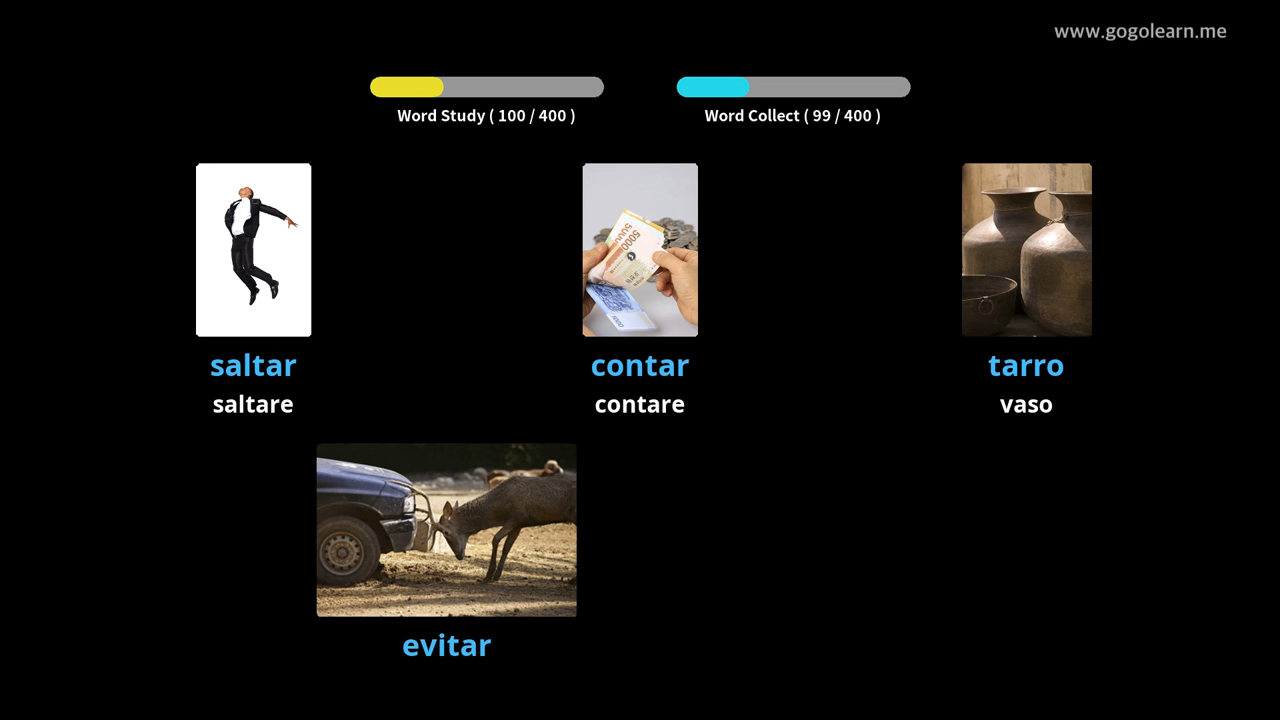 www.gogolearn.me
Word Study ( 100 / 400 )
Word Collect ( 99 / 400 )
saltar
saltare
contar
contare
tarro
vaso
evitar